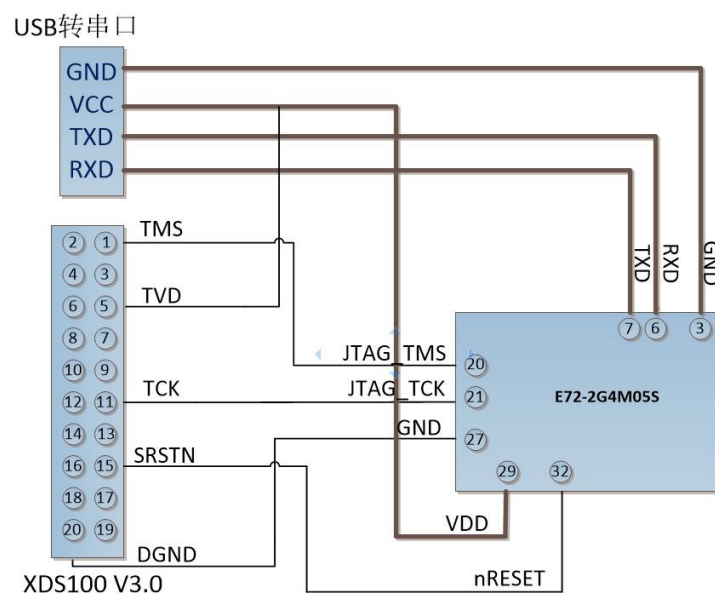 USB转串口
GND
VCC
TXD
RXD
TXD
RXD
GND
2 1 TMS
4 3
6 5 TVD
8 7
10 9
12 11 TCK
14 13
16 15 SRSTN
18 17
20 19
DGND
XDS100 V3.0
7 6 3
JTAG_TMS 20
JTAG_TCK 21
GND 27
E72-2G4M05S
29 32
VDD
nRESET